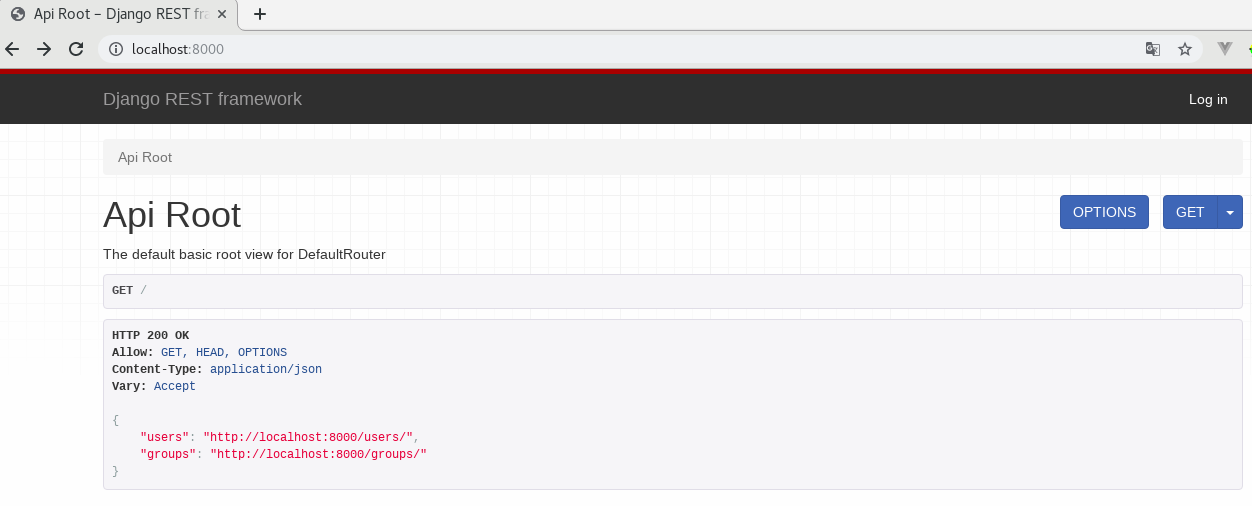 Api Root – Django REST fra
localhost:8000
Django REST framework
Log in
Api Root
Api Root
OPTIONS
GET
The default basic root view for DefaultRouter
GET /
HTTP 200 OK
Allow: GET, HEAD, OPTIONS
Content-Type: application/json
Vary: Accept
{
    "users": "http://localhost:8000/users/",
    "groups": "http://localhost:8000/groups/"
}